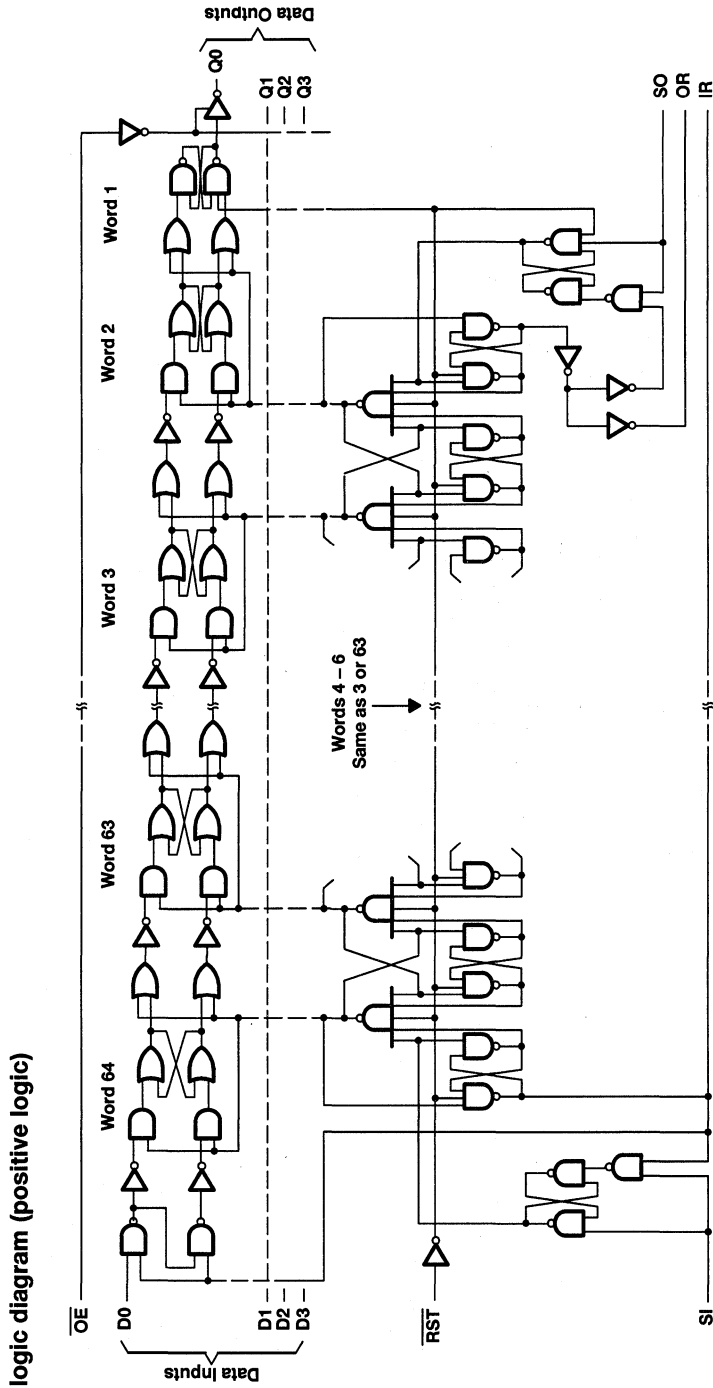 logic diagram (positive logic)
OE
D0
D1
D2
D3
Data Inputs
RST
SI
Word 64
Word 63
Word 3
Word 2
Word 1
Words 4 – 6
Same as 3 or 63
Data Outputs
Q0
Q1
Q2
Q3
SO
OR
IR